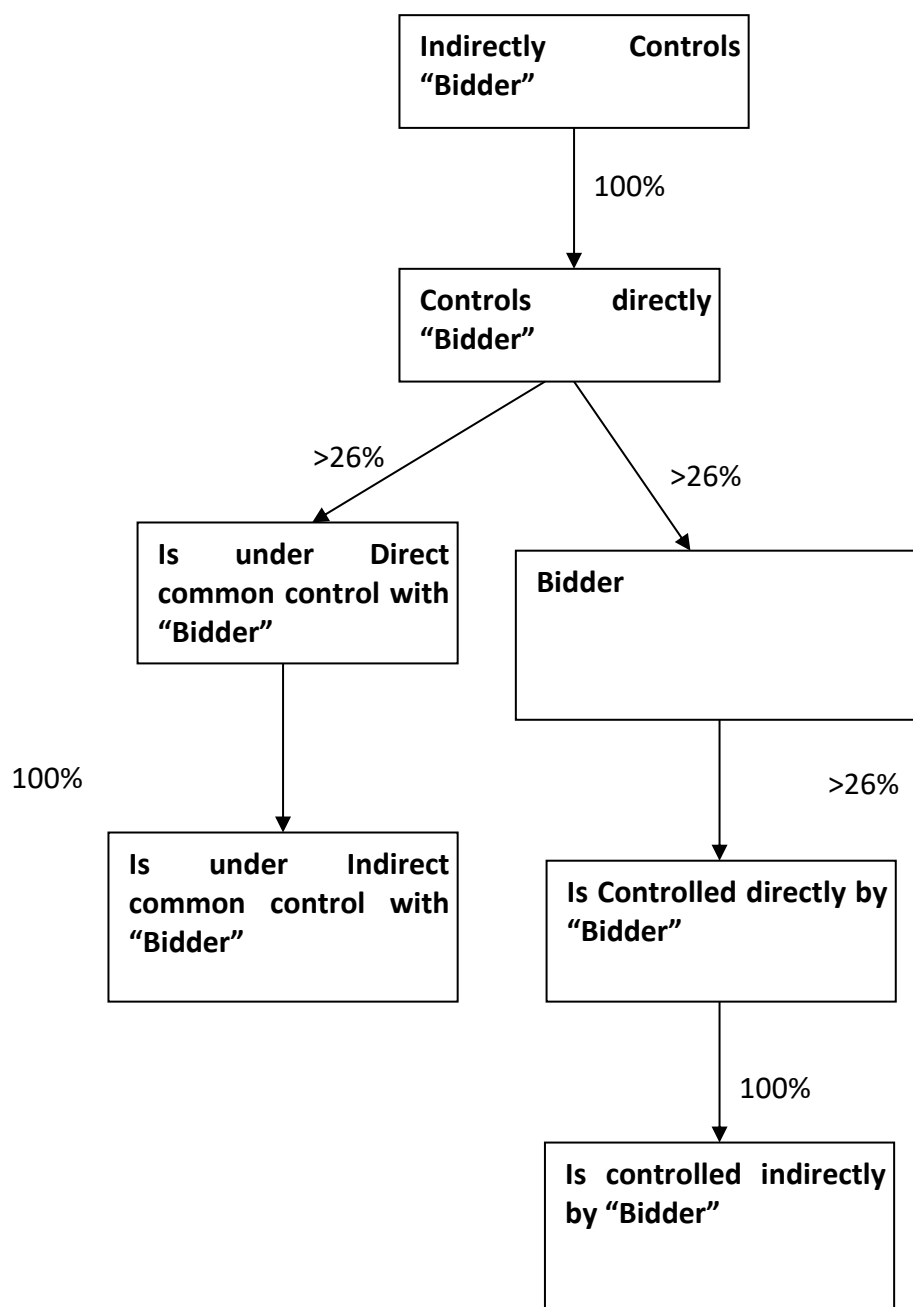 Indirectly Controls
“Bidder”
100%
Controls directly
“Bidder”
>26%
>26%
Is under Direct
common control with
“Bidder”
Bidder
100%
>26%
Is under Indirect
common control with
“Bidder”
Is Controlled directly by
“Bidder”
100%
Is controlled indirectly
by “Bidder”